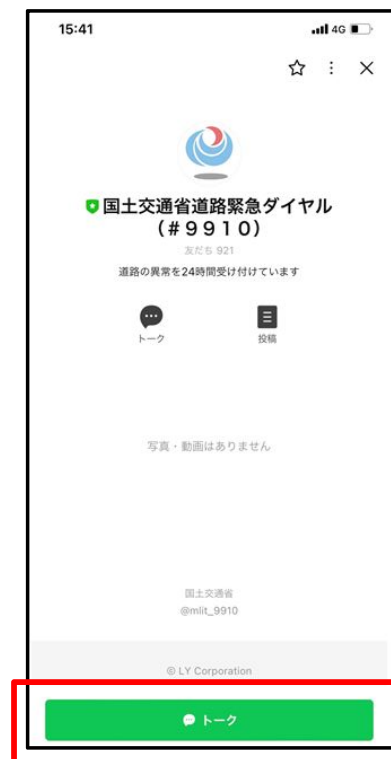 15:41
4G
国土交通省道路緊急ダイヤル
(#9910)
友だち 921
道路の異常を24時間受け付けています
トーク
投稿
写真・動画はありません
国土交通省
@mlit_9910
© LY Corporation
トーク